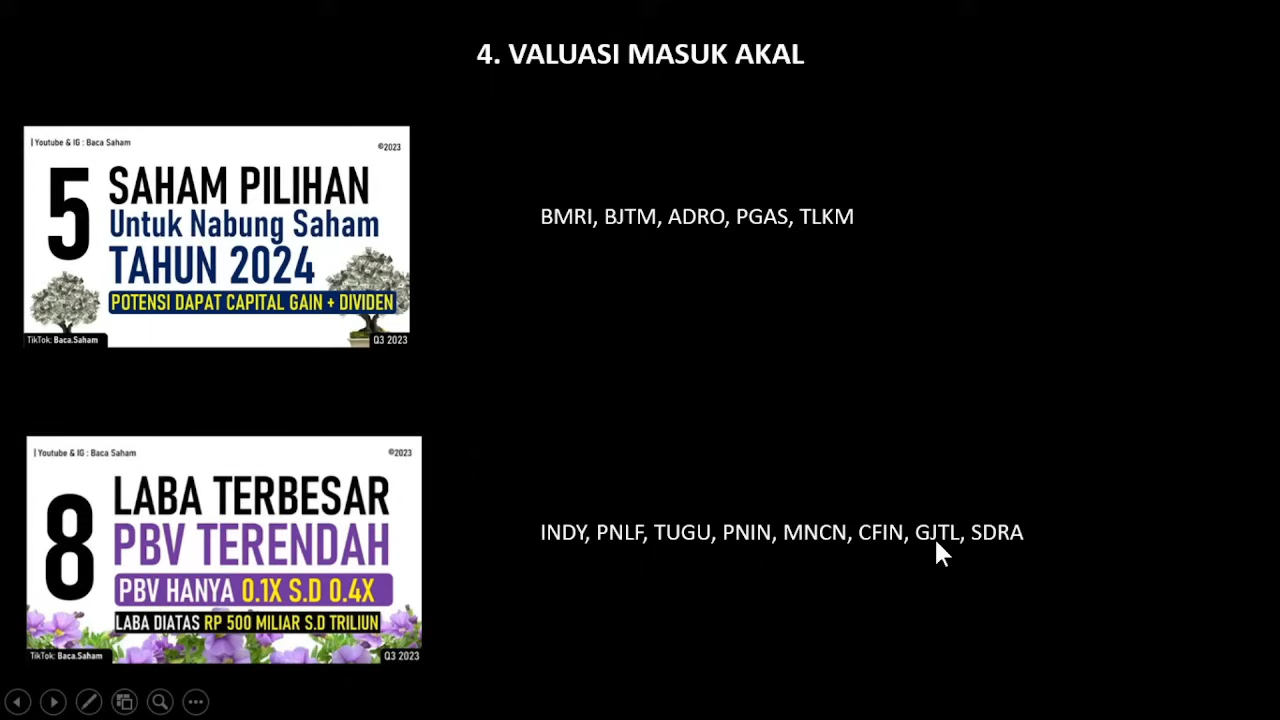 4. VALUASI MASUK AKAL
| Youtube & IG : Baca Saham
©2023
5
SAHAM PILIHAN
Untuk Nabung Saham
TAHUN 2024
POTENSI DAPAT CAPITAL GAIN + DIVIDEN
TikTok: Baca.Saham
Q3 2023
BMRI, BJTM, ADRO, PGAS, TLKM
| Youtube & IG : Baca Saham
©2023
8
LABA TERBESAR
PBV TERENDAH
PBV HANYA 0.1X S.D 0.4X
LABA DIATAS RP 500 MILIAR S.D TRILIUN
TikTok: Baca.Saham
Q3 2023
INDY, PNLF, TUGU, PNIN, MNCN, CFIN, GJTL, SDRA